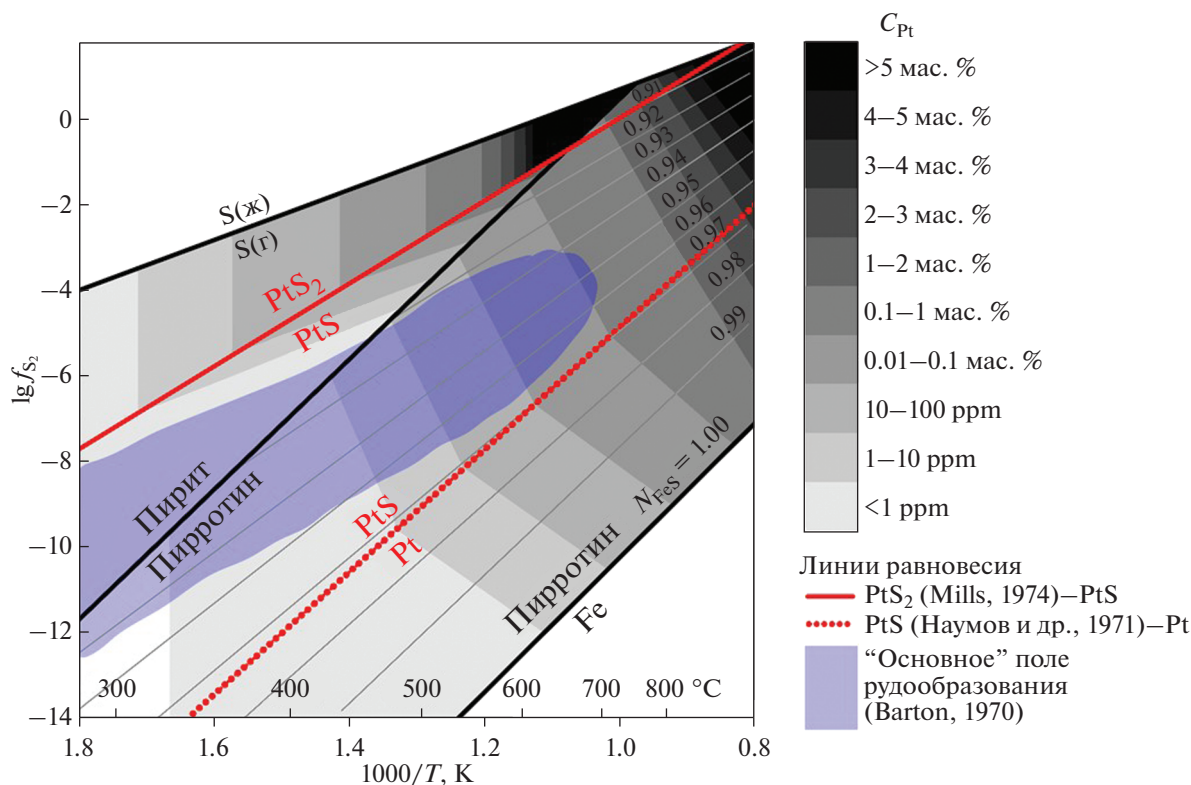 C_Pt
>5 мас. %
4–5 мас. %
3–4 мас. %
2–3 мас. %
1–2 мас. %
0.1–1 мас. %
0.01–0.1 мас. %
10–100 ppm
1–10 ppm
<1 ppm
Линии равновесия
PtS₂ (Mills, 1974)–PtS
PtS (Наумов и др., 1971)–Pt
“Основное” поле
рудообразования
(Barton, 1970)
lg f_S₂
0
−2
−4
−6
−8
−10
−12
−14
S(ж)
S(г)
PtS₂
PtS
Пирит
Пирротин
PtS
Pt
Пирротин
Fe
N_FeS = 1.00
0.91
0.92
0.93
0.94
0.95
0.96
0.97
0.98
0.99
300
400
500
600
700
800 °C
1.8
1.6
1.4
1.2
1.0
0.8
1000/T, K